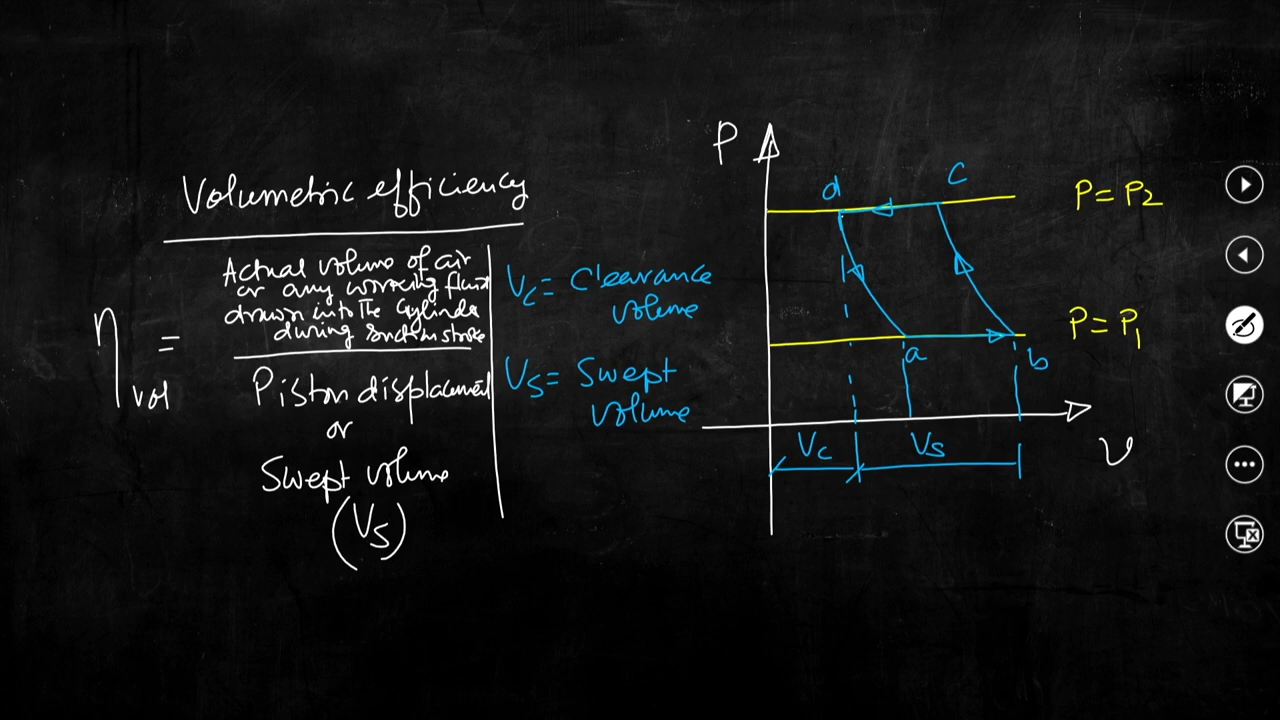 Volumetric efficiency
η vol =
Actual volume of air
or any working fluid
drawn into the cylinder
during suction stroke
Piston displacement
or
Swept volume
(Vs)
Vc = Clearance
volume
Vs = Swept
volume
P
d
c
P = P2
P = P1
a
b
Vc
Vs
v